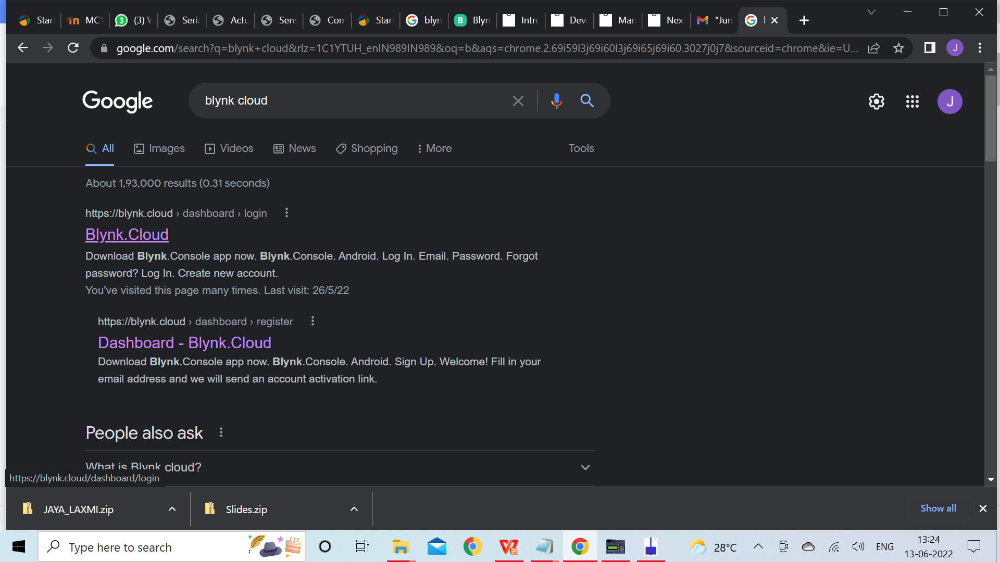 Star
MC1
(3) W
Seria
Actu
Sens
Com
Star
blyn
Blyn
Intro
Devi
Man
Nex
"Jun
google.com/search?q=blynk+cloud&rlz=1C1YTUH_enIN989IN989&oq=b&aqs=chrome.2.69i59l3j69i60l3j69i65j69i60.3027j0j7&sourceid=chrome&ie=U...
J
Google
blynk cloud
J
All
Images
Videos
News
Shopping
More
Tools
About 1,93,000 results (0.31 seconds)
https://blynk.cloud › dashboard › login
Blynk.Cloud
Download Blynk.Console app now. Blynk.Console. Android. Log In. Email. Password. Forgot
password? Log In. Create new account.
You've visited this page many times. Last visit: 26/5/22
https://blynk.cloud › dashboard › register
Dashboard - Blynk.Cloud
Download Blynk.Console app now. Blynk.Console. Android. Sign Up. Welcome! Fill in your
email address and we will send an account activation link.
People also ask
What is Blynk cloud?
https://blynk.cloud/dashboard/login
JAYA_LAXMI.zip
Slides.zip
Show all
Type here to search
28°C
ENG
13:24
13-06-2022